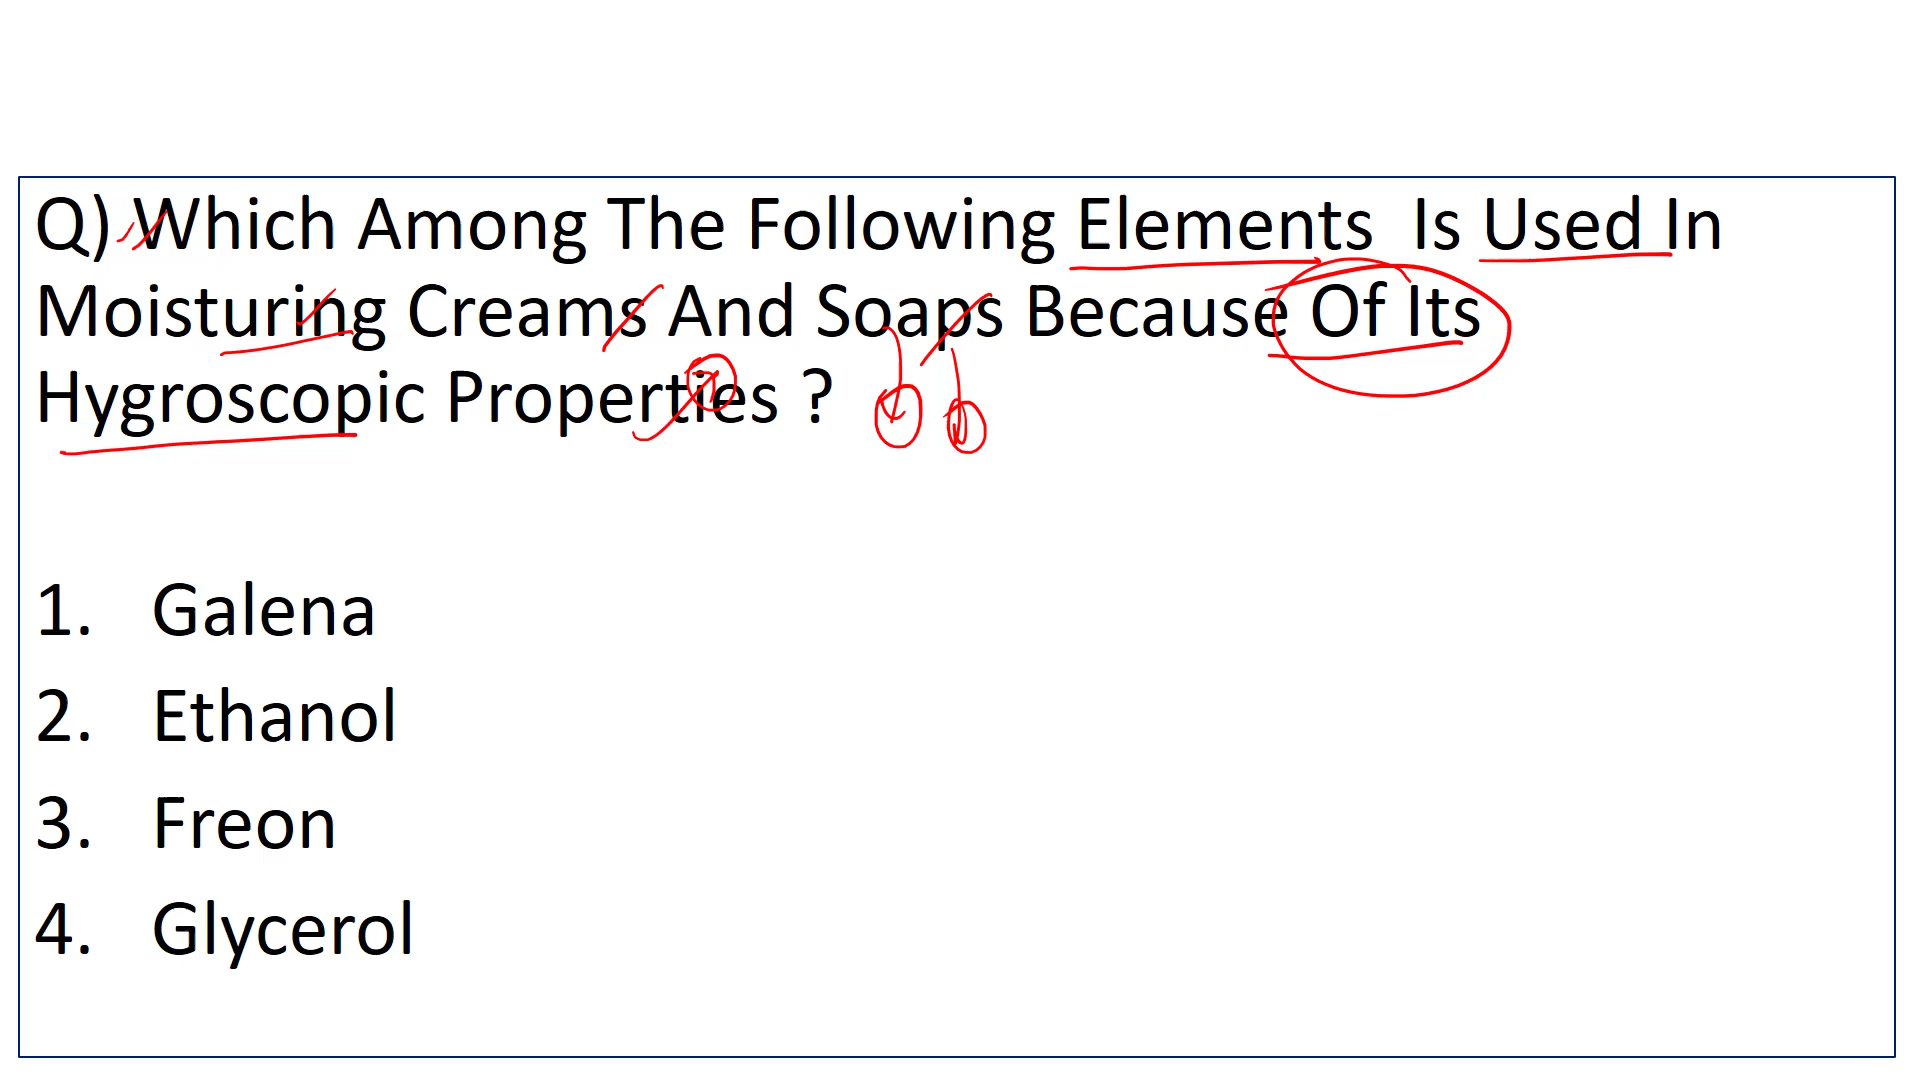 Q) Which Among The Following Elements Is Used In
Moisturing Creams And Soaps Because Of Its
Hygroscopic Properties ?
1. Galena
2. Ethanol
3. Freon
4. Glycerol